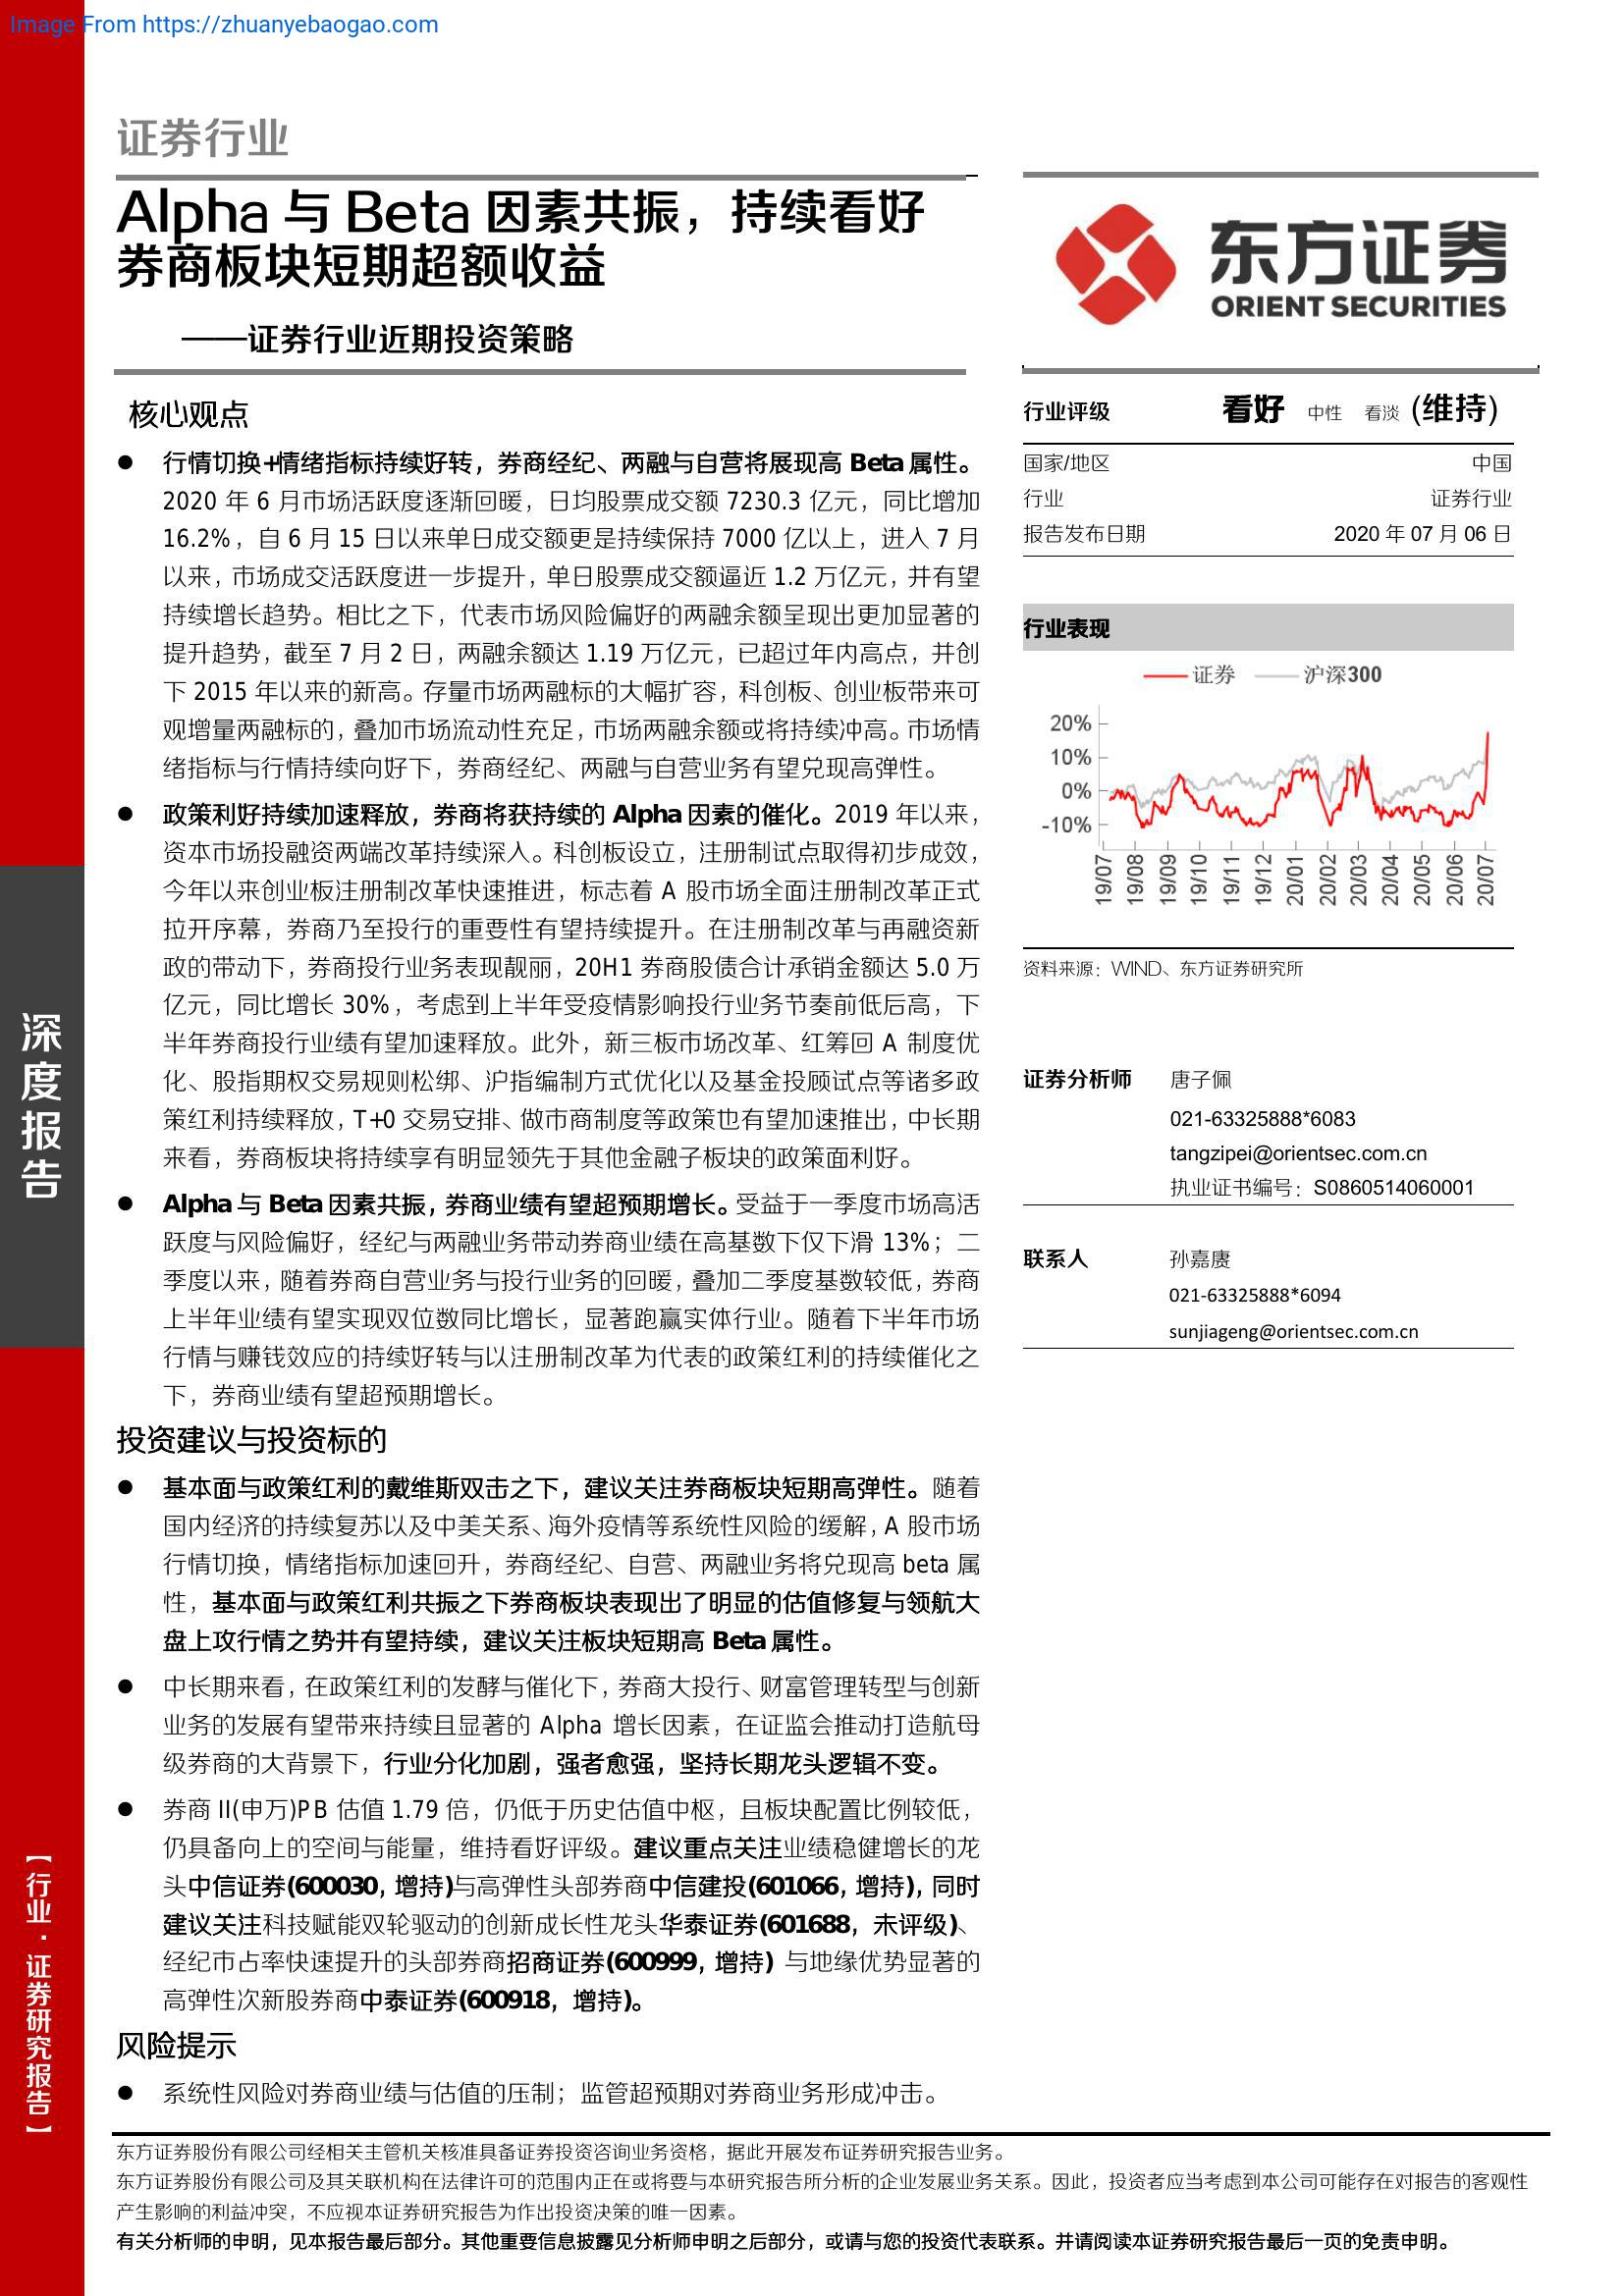 Image From https://zhuanyebaogao.com
证券行业
Alpha 与 Beta 因素共振，持续看好
券商板块短期超额收益
——证券行业近期投资策略
核心观点
● 行情切换+情绪指标持续好转，券商经纪、两融与自营将展现高 Beta 属性。
2020 年 6 月市场活跃度逐渐回暖，日均股票成交额 7230.3 亿元，同比增加
16.2%，自 6 月 15 日以来单日成交额更是持续保持 7000 亿以上，进入 7 月
以来，市场成交活跃度进一步提升，单日股票成交额逼近 1.2 万亿元，并有望
持续增长趋势。相比之下，代表市场风险偏好的两融余额呈现出更加显著的
提升趋势，截至 7 月 2 日，两融余额达 1.19 万亿元，已超过年内高点，并创
下 2015 年以来的新高。存量市场两融标的大幅扩容，科创板、创业板带来可
观增量两融标的，叠加市场流动性充足，市场两融余额或将持续冲高。市场情
绪指标与行情持续向好下，券商经纪、两融与自营业务有望兑现高弹性。
● 政策利好持续加速释放，券商将获持续的 Alpha 因素的催化。2019 年以来，
资本市场投融资两端改革持续深入。科创板设立，注册制试点取得初步成效，
今年以来创业板注册制改革快速推进，标志着 A 股市场全面注册制改革正式
拉开序幕，券商乃至投行的重要性有望持续提升。在注册制改革与再融资新
政的带动下，券商投行业务表现靓丽，20H1 券商股债合计承销金额达 5.0 万
亿元，同比增长 30%，考虑到上半年受疫情影响投行业务节奏前低后高，下
半年券商投行业绩有望加速释放。此外，新三板市场改革、红筹回 A 制度优
化、股指期权交易规则松绑、沪指编制方式优化以及基金投顾试点等诸多政
策红利持续释放，T+0 交易安排、做市商制度等政策也有望加速推出，中长期
来看，券商板块将持续享有明显领先于其他金融子板块的政策面利好。
● Alpha 与 Beta 因素共振，券商业绩有望超预期增长。受益于一季度市场高活
跃度与风险偏好，经纪与两融业务带动券商业绩在高基数下仅下滑 13%；二
季度以来，随着券商自营业务与投行业务的回暖，叠加二季度基数较低，券商
上半年业绩有望实现双位数同比增长，显著跑赢实体行业。随着下半年市场
行情与赚钱效应的持续好转与以注册制改革为代表的政策红利的持续催化之
下，券商业绩有望超预期增长。
投资建议与投资标的
● 基本面与政策红利的戴维斯双击之下，建议关注券商板块短期高弹性。随着
国内经济的持续复苏以及中美关系、海外疫情等系统性风险的缓解，A 股市场
行情切换，情绪指标加速回升，券商经纪、自营、两融业务将兑现高 beta 属
性，基本面与政策红利共振之下券商板块表现出了明显的估值修复与领航大
盘上攻行情之势并有望持续，建议关注板块短期高 Beta 属性。
● 中长期来看，在政策红利的发酵与催化下，券商大投行、财富管理转型与创新
业务的发展有望带来持续且显著的 Alpha 增长因素，在证监会推动打造航母
级券商的大背景下，行业分化加剧，强者愈强，坚持长期龙头逻辑不变。
● 券商 II(申万)PB 估值 1.79 倍，仍低于历史估值中枢，且板块配置比例较低，
仍具备向上的空间与能量，维持看好评级。建议重点关注业绩稳健增长的龙
头中信证券(600030，增持)与高弹性头部券商中信建投(601066，增持)，同时
建议关注科技赋能双轮驱动的创新成长性龙头华泰证券(601688，未评级)、
经纪市占率快速提升的头部券商招商证券(600999，增持) 与地缘优势显著的
高弹性次新股券商中泰证券(600918，增持)。
风险提示
● 系统性风险对券商业绩与估值的压制；监管超预期对券商业务形成冲击。
东方证券
ORIENT SECURITIES
行业评级 看好 中性 看淡 (维持)
国家/地区 中国
行业 证券行业
报告发布日期 2020 年 07 月 06 日
行业表现
证券 沪深300
20%
10%
0%
-10%
19/07 19/08 19/09 19/10 19/11 19/12 20/01 20/02 20/03 20/04 20/05 20/06 20/07
资料来源：WIND、东方证券研究所
证券分析师 唐子佩
021-63325888*6083
tangzipei@orientsec.com.cn
执业证书编号：S0860514060001
联系人 孙嘉赓
021-63325888*6094
sunjiageng@orientsec.com.cn
深度报告
【行业·证券研究报告】
东方证券股份有限公司经相关主管机关核准具备证券投资咨询业务资格，据此开展发布证券研究报告业务。
东方证券股份有限公司及其关联机构在法律许可的范围内正在或将要与本研究报告所分析的企业发展业务关系。因此，投资者应当考虑到本公司可能存在对报告的客观性
产生影响的利益冲突，不应视本证券研究报告为作出投资决策的唯一因素。
有关分析师的申明，见本报告最后部分。其他重要信息披露见分析师申明之后部分，或请与您的投资代表联系。并请阅读本证券研究报告最后一页的免责申明。